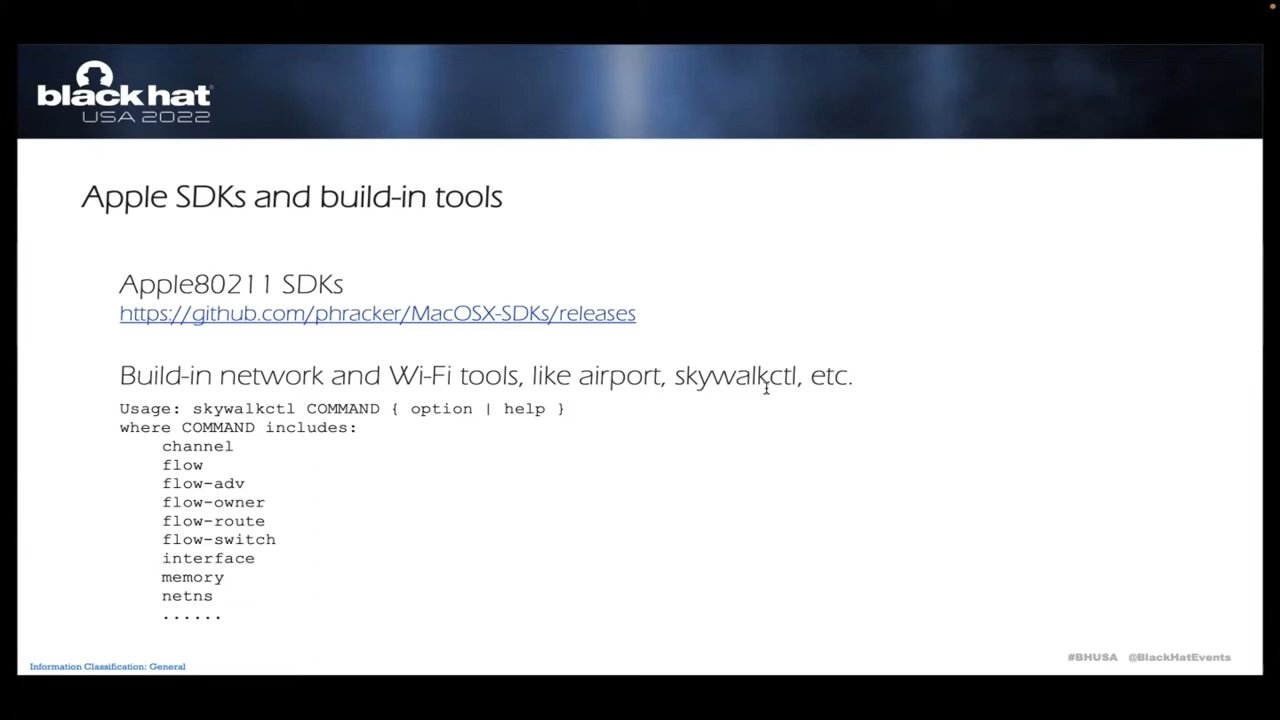 black hat
USA 2022
Apple SDKs and build-in tools
Apple80211 SDKs
https://github.com/phracker/MacOSX-SDKs/releases
Build-in network and Wi-Fi tools, like airport, skywalkctl, etc.
Usage: skywalkctl COMMAND { option | help }
where COMMAND includes:
channel
flow
flow-adv
flow-owner
flow-route
flow-switch
interface
memory
netns
......
Information Classification: General
#BHUSA @BlackHatEvents